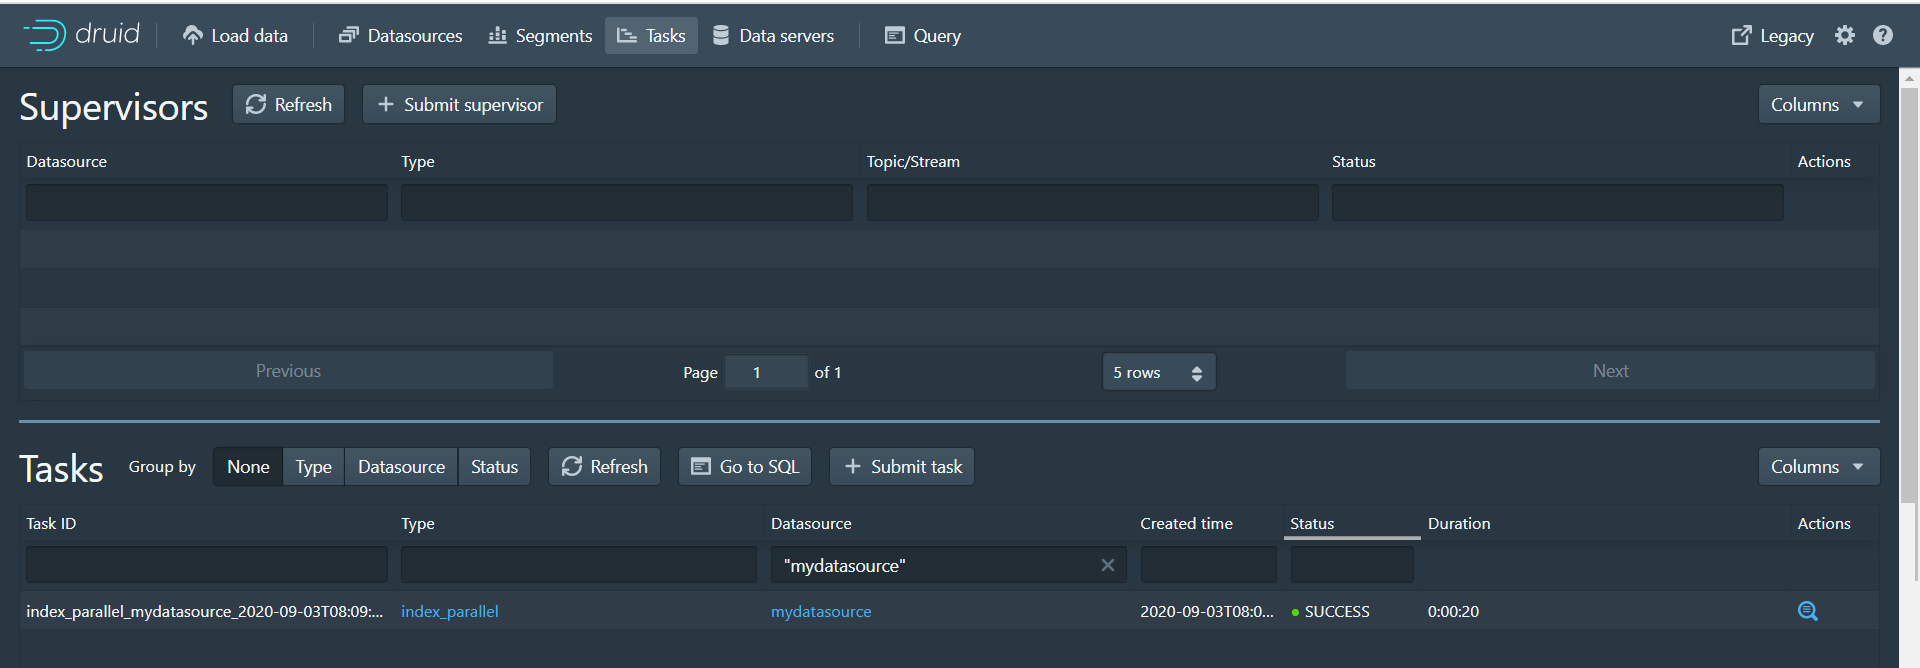 druid Load data Datasources Segments Tasks Data servers Query Legacy
Supervisors Refresh Submit supervisor Columns
Datasource Type Topic/Stream Status Actions
Previous Page 1 of 1 5 rows Next
Tasks Group by None Type Datasource Status Refresh Go to SQL Submit task Columns
Task ID Type Datasource Created time Status Duration Actions
"mydatasource"
index_parallel_mydatasource_2020-09-03T08:09:... index_parallel mydatasource 2020-09-03T08:0... SUCCESS 0:00:20